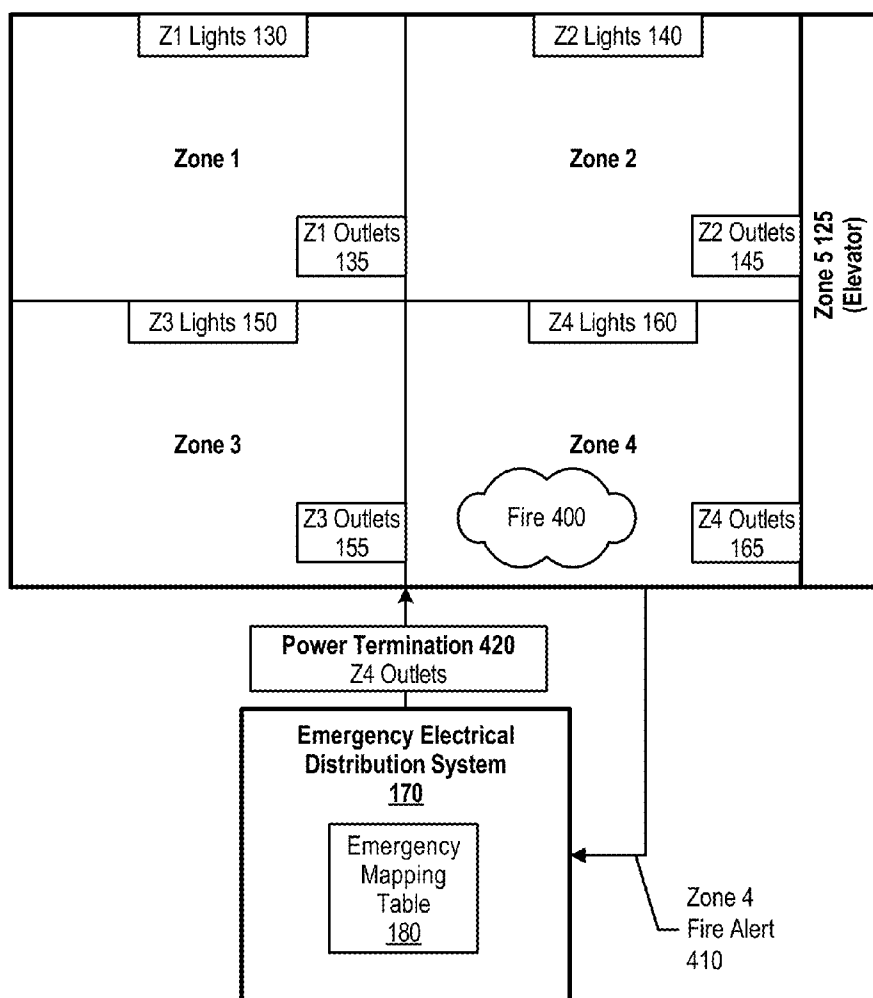 Z1 Lights 130
Z2 Lights 140
Zone 1
Zone 2
Z1 Outlets
135
Z2 Outlets
145
Zone 5 125
(Elevator)
Z3 Lights 150
Z4 Lights 160
Zone 3
Zone 4
Z3 Outlets
155
Fire 400
Z4 Outlets
165
Power Termination 420
Z4 Outlets
Emergency Electrical
Distribution System
170
Emergency
Mapping
Table
180
Zone 4
Fire Alert
410